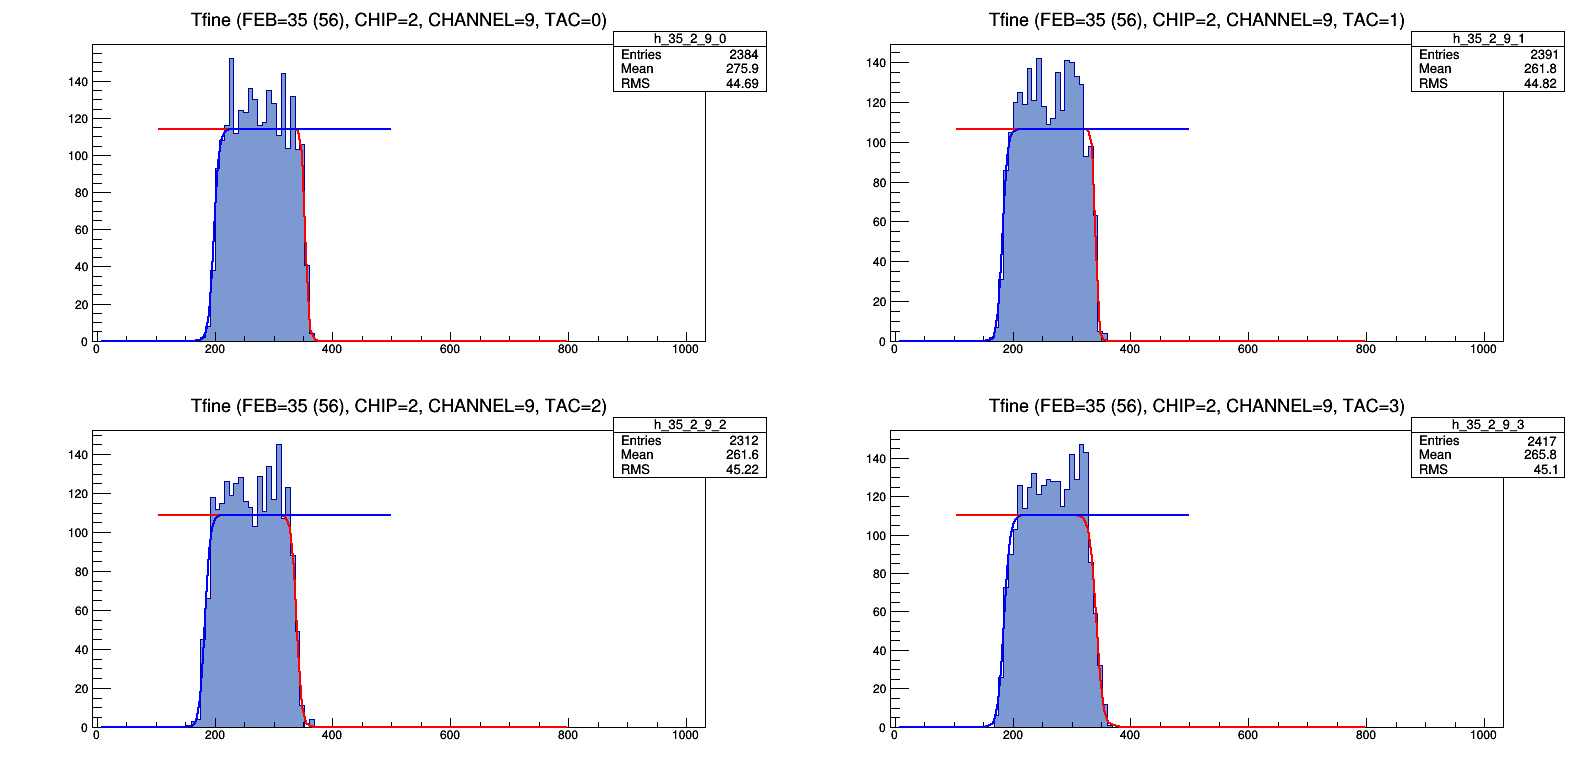 Tfine (FEB=35 (56), CHIP=2, CHANNEL=9, TAC=0)
h_35_2_9_0
Entries 2384
Mean 275.9
RMS 44.69
140
120
100
80
60
40
20
0
0 200 400 600 800 1000
Tfine (FEB=35 (56), CHIP=2, CHANNEL=9, TAC=1)
h_35_2_9_1
Entries 2391
Mean 261.8
RMS 44.82
140
120
100
80
60
40
20
0
0 200 400 600 800 1000
Tfine (FEB=35 (56), CHIP=2, CHANNEL=9, TAC=2)
h_35_2_9_2
Entries 2312
Mean 261.6
RMS 45.22
140
120
100
80
60
40
20
0
0 200 400 600 800 1000
Tfine (FEB=35 (56), CHIP=2, CHANNEL=9, TAC=3)
h_35_2_9_3
Entries 2417
Mean 265.8
RMS 45.1
140
120
100
80
60
40
20
0
0 200 400 600 800 1000